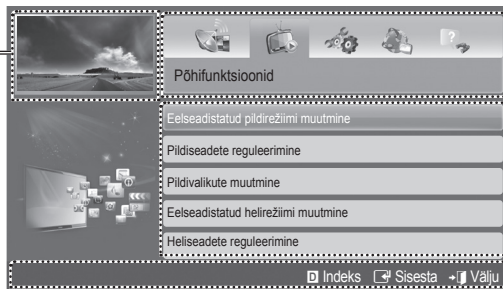 Põhifunktsioonid
Eelseadistatud pildirežiimi muutmine
Pildiseadete reguleerimine
Pildivalikute muutmine
Eelseadistatud helirežiimi muutmine
Heliseadete reguleerimine
D Indeks Sisesta Välju